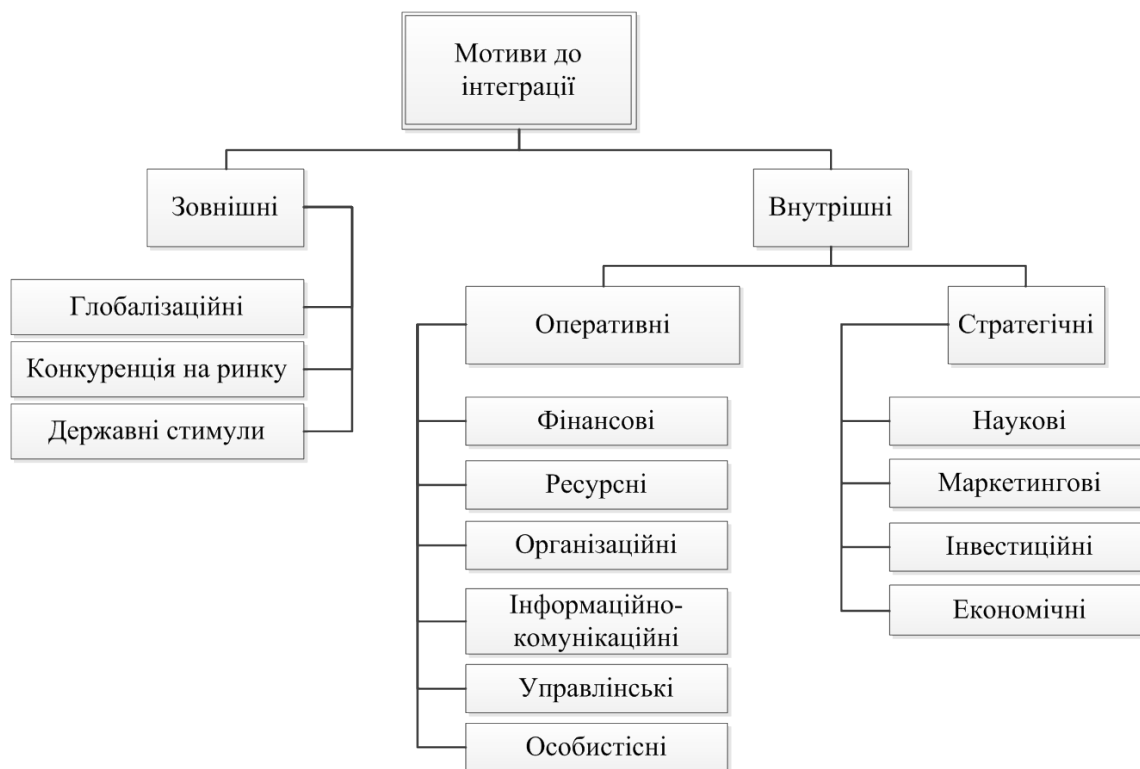 Мотиви до
інтеграції
Зовнішні
Внутрішні
Глобалізаційні
Конкуренція на ринку
Державні стимули
Оперативні
Стратегічні
Фінансові
Ресурсні
Організаційні
Інформаційно-
комунікаційні
Управлінські
Особистісні
Наукові
Маркетингові
Інвестиційні
Економічні